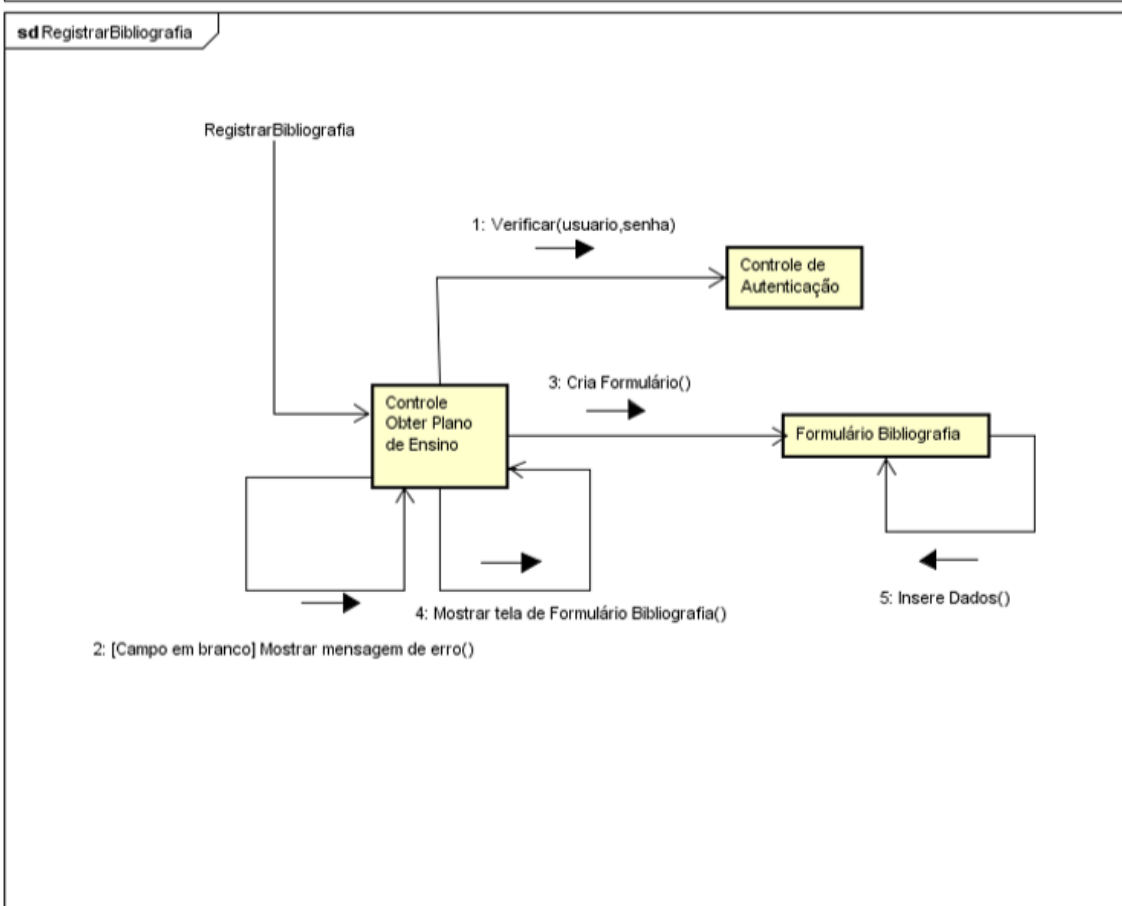 sd RegistrarBibliografia
RegistrarBibliografia
1: Verificar(usuario,senha)
Controle de
Autenticação
3: Cria Formulário()
Controle
Obter Plano
de Ensino
Formulário Bibliografia
4: Mostrar tela de Formulário Bibliografia()
5: Insere Dados()
2: [Campo em branco] Mostrar mensagem de erro()